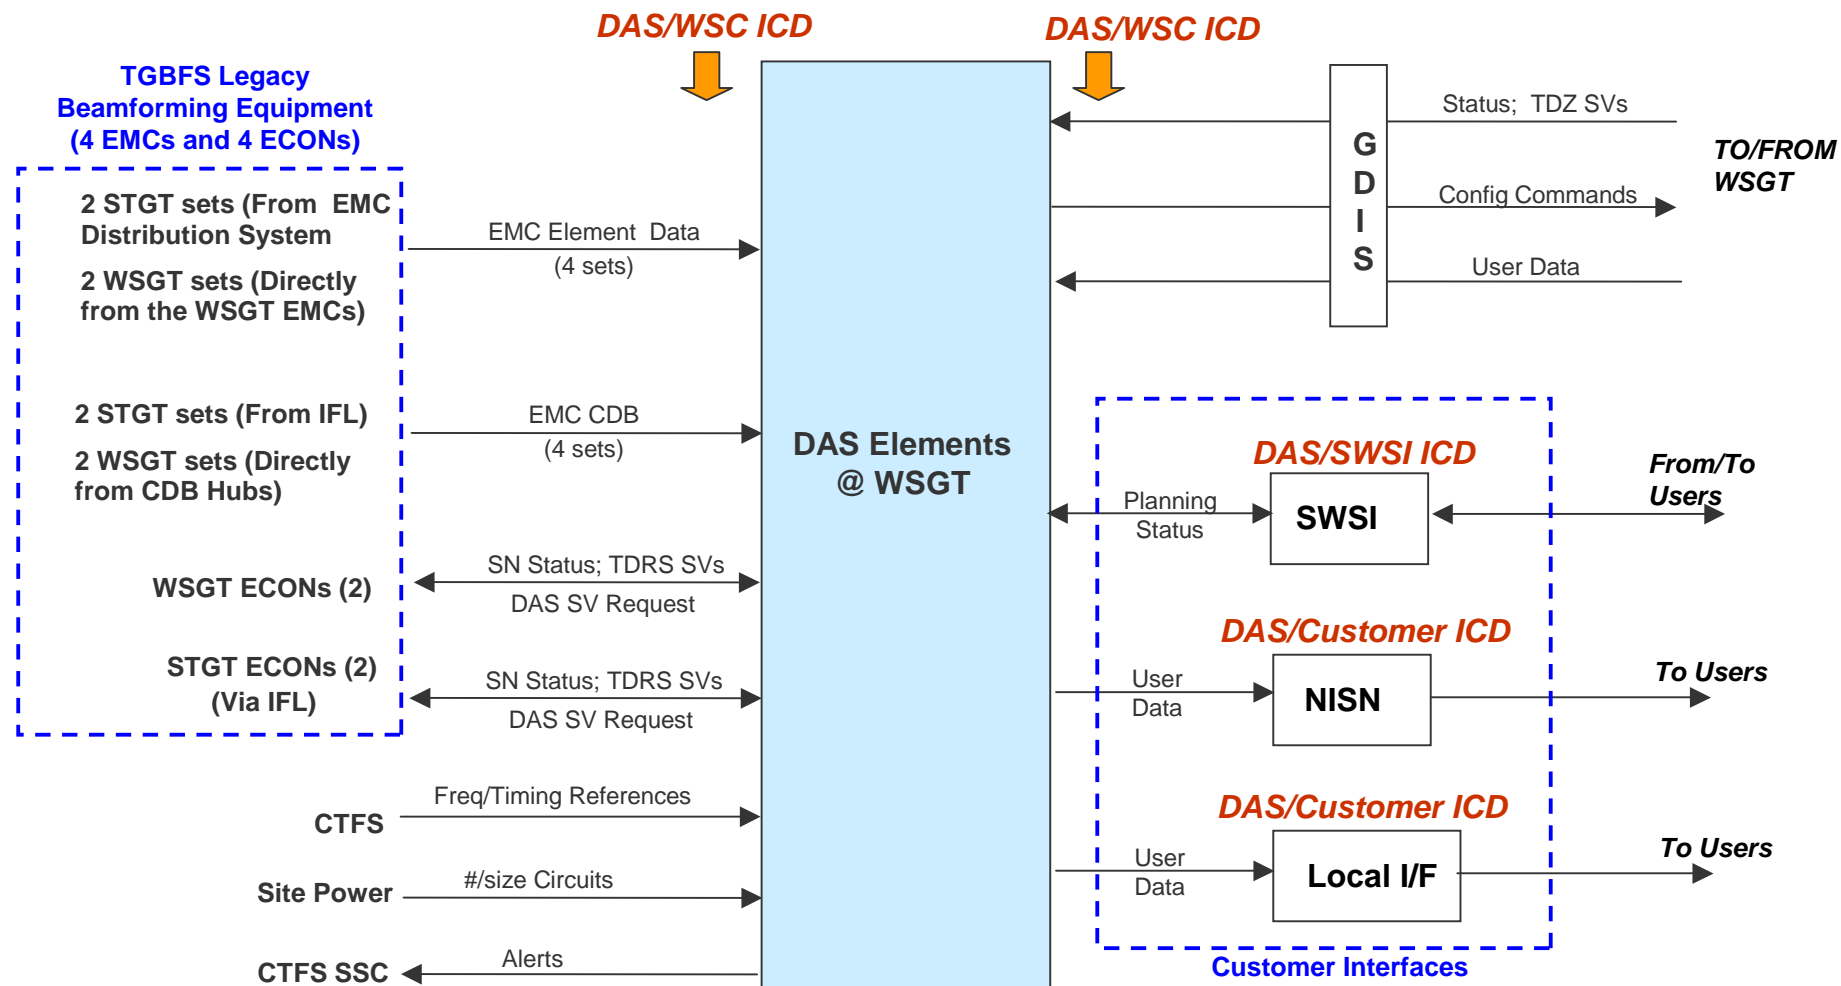 DAS/WSC ICD
DAS/WSC ICD
TGBFS Legacy
Beamforming Equipment
(4 EMCs and 4 ECONs)
2 STGT sets (From EMC
Distribution System
2 WSGT sets (Directly
from the WSGT EMCs)
EMC Element Data
(4 sets)
2 STGT sets (From IFL)
2 WSGT sets (Directly
from CDB Hubs)
EMC CDB
(4 sets)
WSGT ECONs (2)
SN Status; TDRS SVs
DAS SV Request
STGT ECONs (2)
(Via IFL)
SN Status; TDRS SVs
DAS SV Request
CTFS
Freq/Timing References
Site Power
#/size Circuits
CTFS SSC
Alerts
DAS Elements
@ WSGT
G
D
I
S
Status; TDZ SVs
Config Commands
User Data
TO/FROM
WSGT
DAS/SWSI ICD
Planning
Status
SWSI
From/To
Users
DAS/Customer ICD
User
Data
NISN
To Users
DAS/Customer ICD
User
Data
Local I/F
To Users
Customer Interfaces